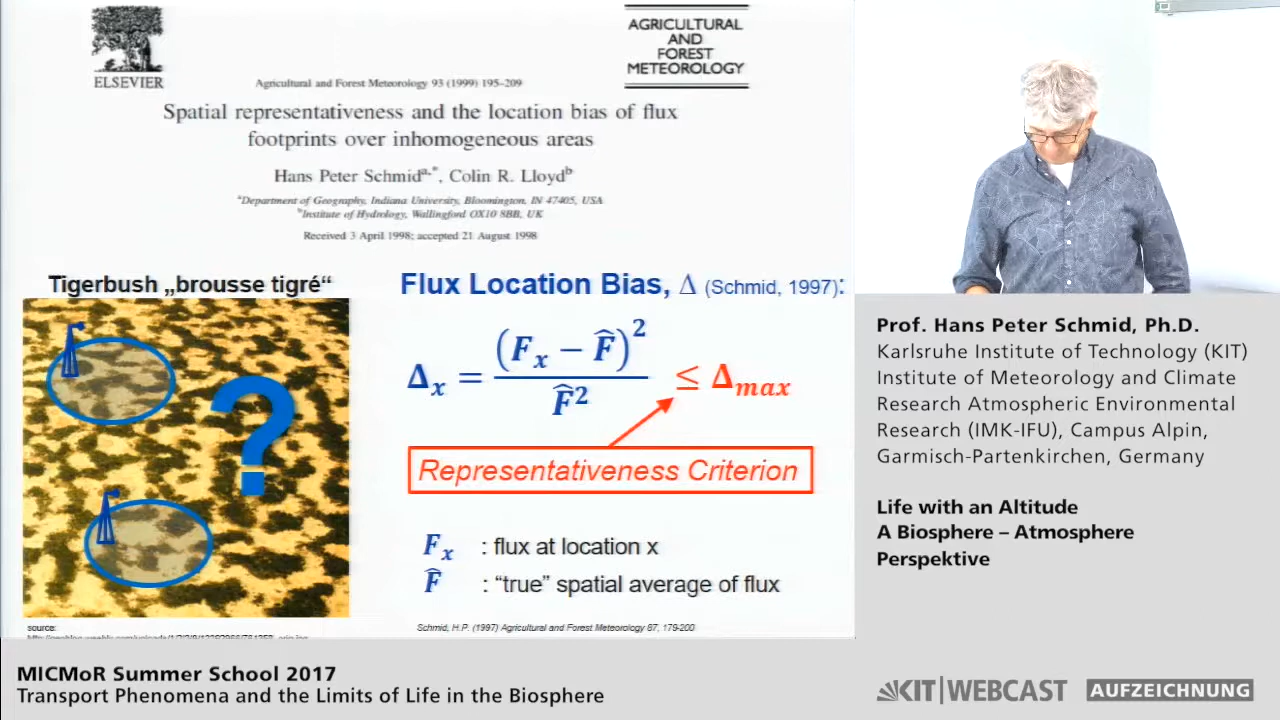 ELSEVIER
AGRICULTURAL
AND
FOREST
METEOROLOGY
Agricultural and Forest Meteorology 93 (1999) 195–209
Spatial representativeness and the location bias of flux
footprints over inhomogeneous areas
Hans Peter Schmid^a,*, Colin R. Lloyd^b
^a Department of Geography, Indiana University, Bloomington, IN 47405, USA
^b Institute of Hydrology, Wallingford OX10 8BB, UK
Received 3 April 1998; accepted 21 August 1998
Tigerbush „brousse tigré“
?
source:
Flux Location Bias, Δ (Schmid, 1997):
Δ_x = (F_x − F̂)² / F̂² ≤ Δ_max
Representativeness Criterion
F_x : flux at location x
F̂ : “true” spatial average of flux
Schmid, H.P. (1997) Agricultural and Forest Meteorology 87, 179-200
Prof. Hans Peter Schmid, Ph.D.
Karlsruhe Institute of Technology (KIT)
Institute of Meteorology and Climate
Research Atmospheric Environmental
Research (IMK-IFU), Campus Alpin,
Garmisch-Partenkirchen, Germany
Life with an Altitude
A Biosphere – Atmosphere
Perspektive
MICMoR Summer School 2017
Transport Phenomena and the Limits of Life in the Biosphere
KIT|WEBCAST
AUFZEICHNUNG